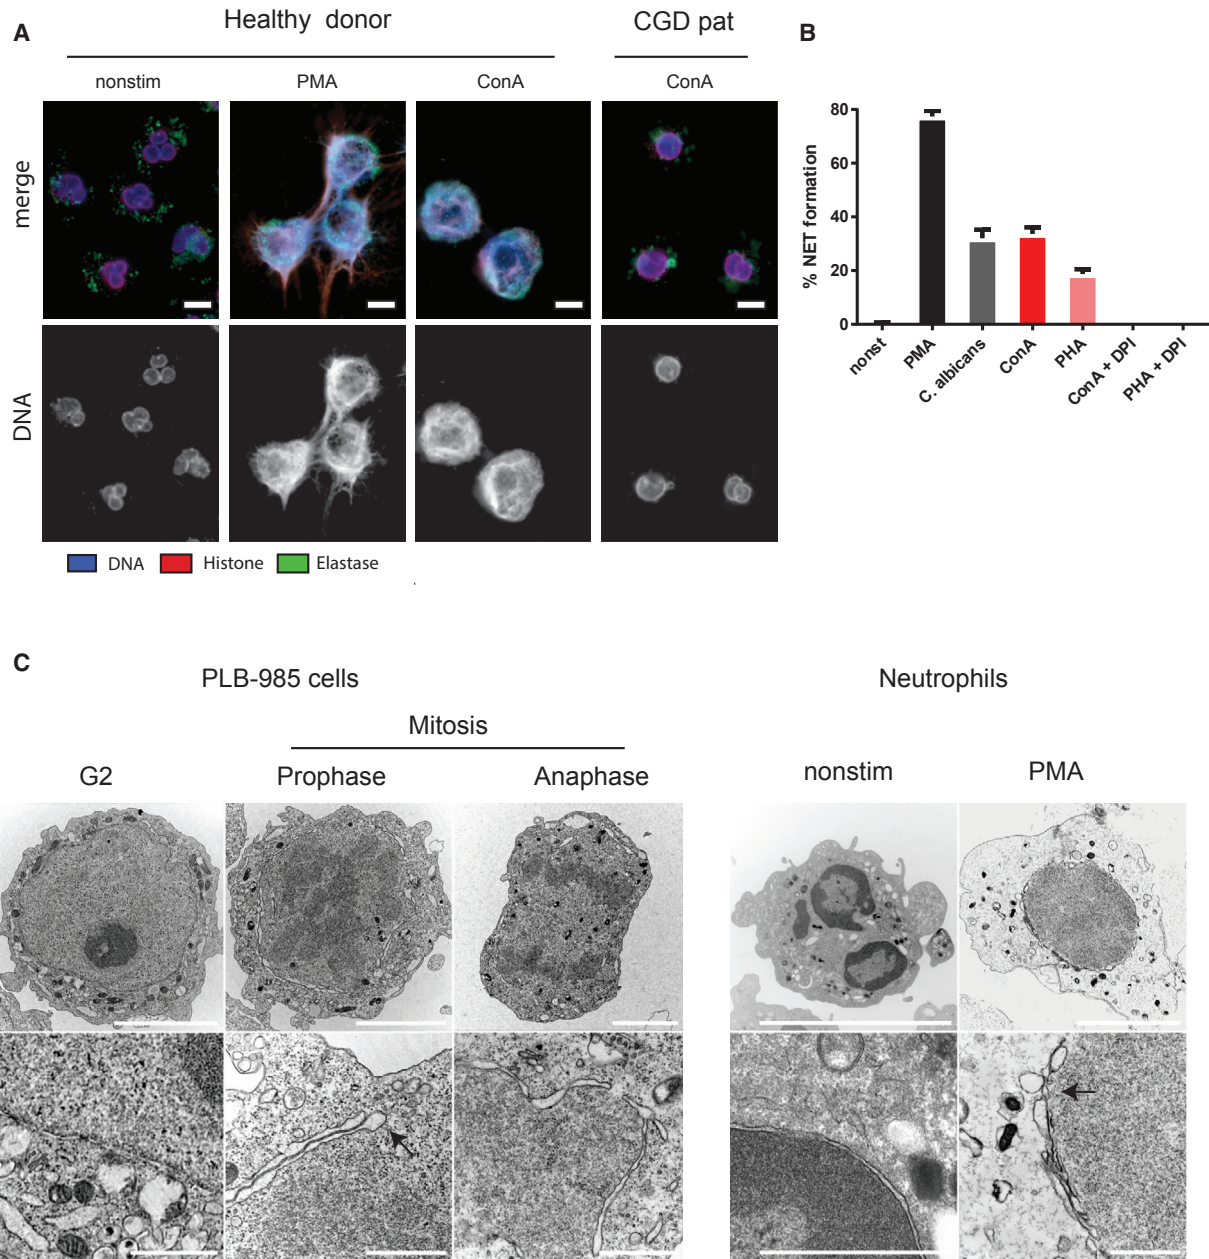 A
Healthy donor
CGD pat
nonstim
PMA
ConA
ConA
merge
DNA
DNA
Histone
Elastase
B
% NET formation
80
60
40
20
0
nonst
PMA
C. albicans
ConA
PHA
ConA + DPI
PHA + DPI
C
PLB-985 cells
Neutrophils
Mitosis
G2
Prophase
Anaphase
nonstim
PMA